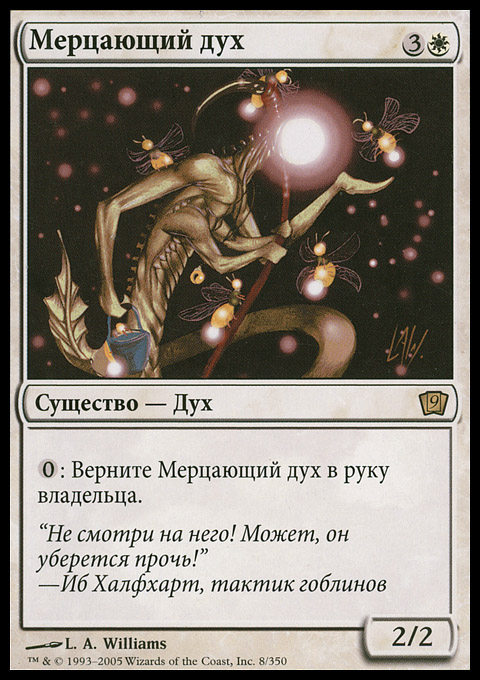 Мерцающий дух 3
Существо — Дух 9
0: Верните Мерцающий дух в руку
владельца.
“Не смотри на него! Может, он
уберется прочь!”
—Иб Халфхарт, тактик гоблинов
L. A. Williams
2/2
™ & © 1993–2005 Wizards of the Coast, Inc. 8/350